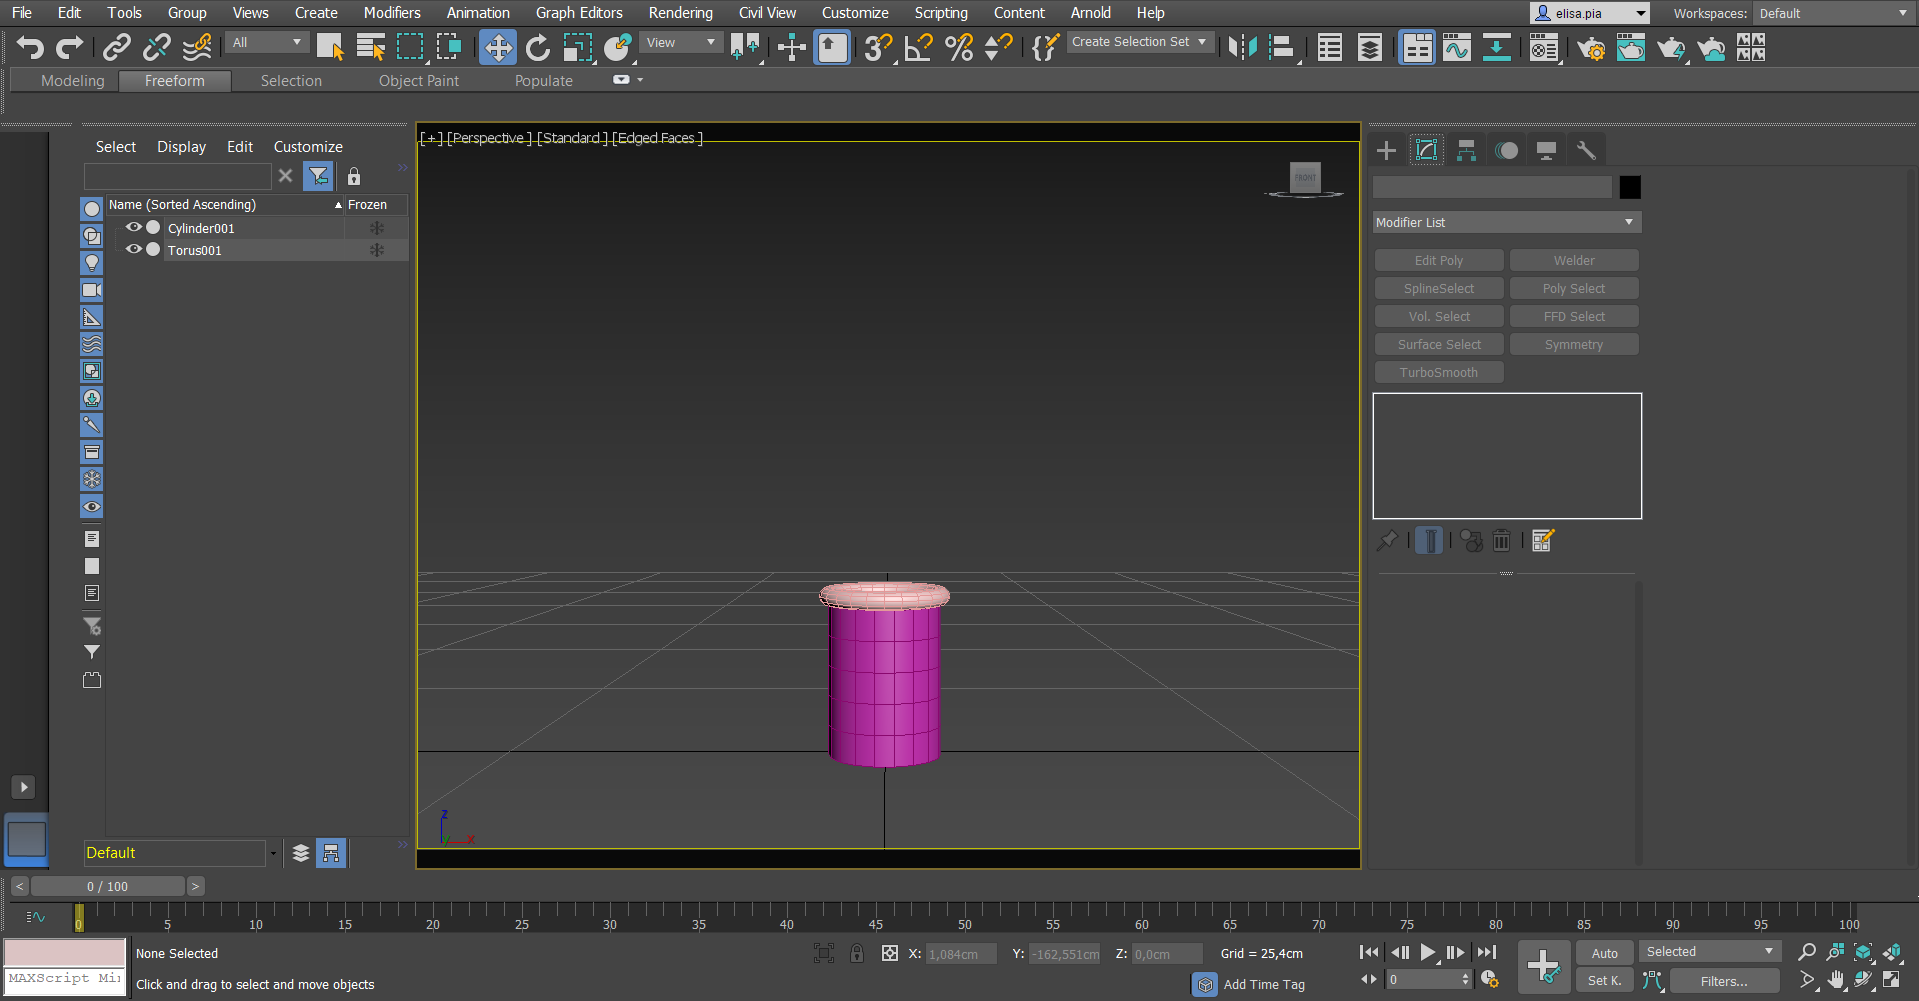 File Edit Tools Group Views Create Modifiers Animation Graph Editors Rendering Civil View Customize Scripting Content Arnold Help elisa.pia Workspaces: Default
All View 3 Create Selection Set
Modeling Freeform Selection Object Paint Populate
[+] [Perspective] [Standard] [Edged Faces]
Select Display Edit Customize
FRONT
Name (Sorted Ascending) Frozen
Cylinder001
Torus001
Modifier List
Edit Poly Welder
SplineSelect Poly Select
Vol. Select FFD Select
Surface Select Symmetry
TurboSmooth
z
y x
Default
< 0 / 100 >
0 5 10 15 20 25 30 35 40 45 50 55 60 65 70 75 80 85 90 95 100
None Selected X: 1,084cm Y: -162,551cm Z: 0,0cm Grid = 25,4cm Auto Selected
MAXScript Mi
Click and drag to select and move objects Add Time Tag 0 Set K. Filters...